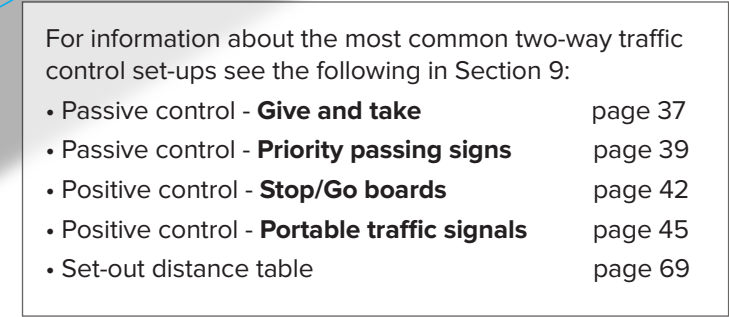 For information about the most common two-way traffic
control set-ups see the following in Section 9:
• Passive control - Give and take page 37
• Passive control - Priority passing signs page 39
• Positive control - Stop/Go boards page 42
• Positive control - Portable traffic signals page 45
• Set-out distance table page 69